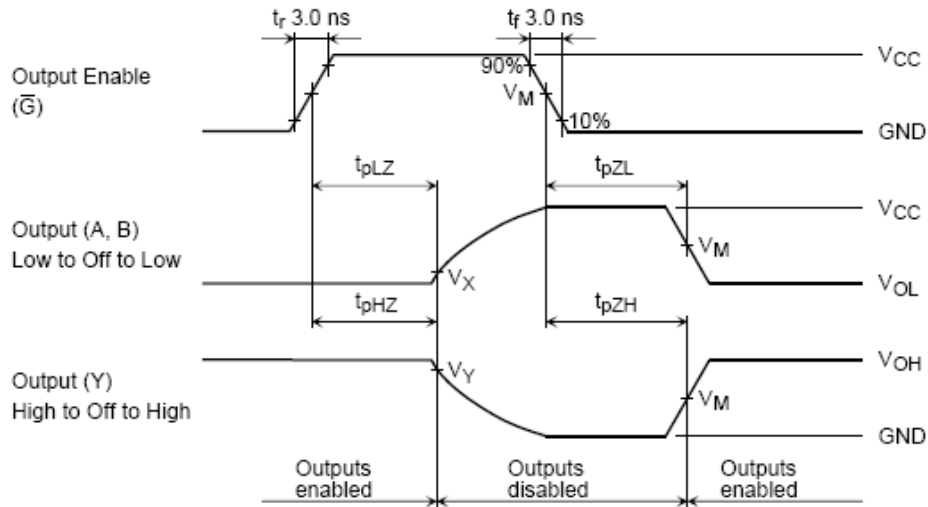 tr 3.0 ns
tf 3.0 ns
Output Enable
(G̅)
90%
VM
10%
VCC
GND
tpLZ
tpZL
Output (A, B)
Low to Off to Low
VX
VM
VCC
VOL
tpHZ
tpZH
Output (Y)
High to Off to High
VY
VM
VOH
GND
Outputs
enabled
Outputs
disabled
Outputs
enabled